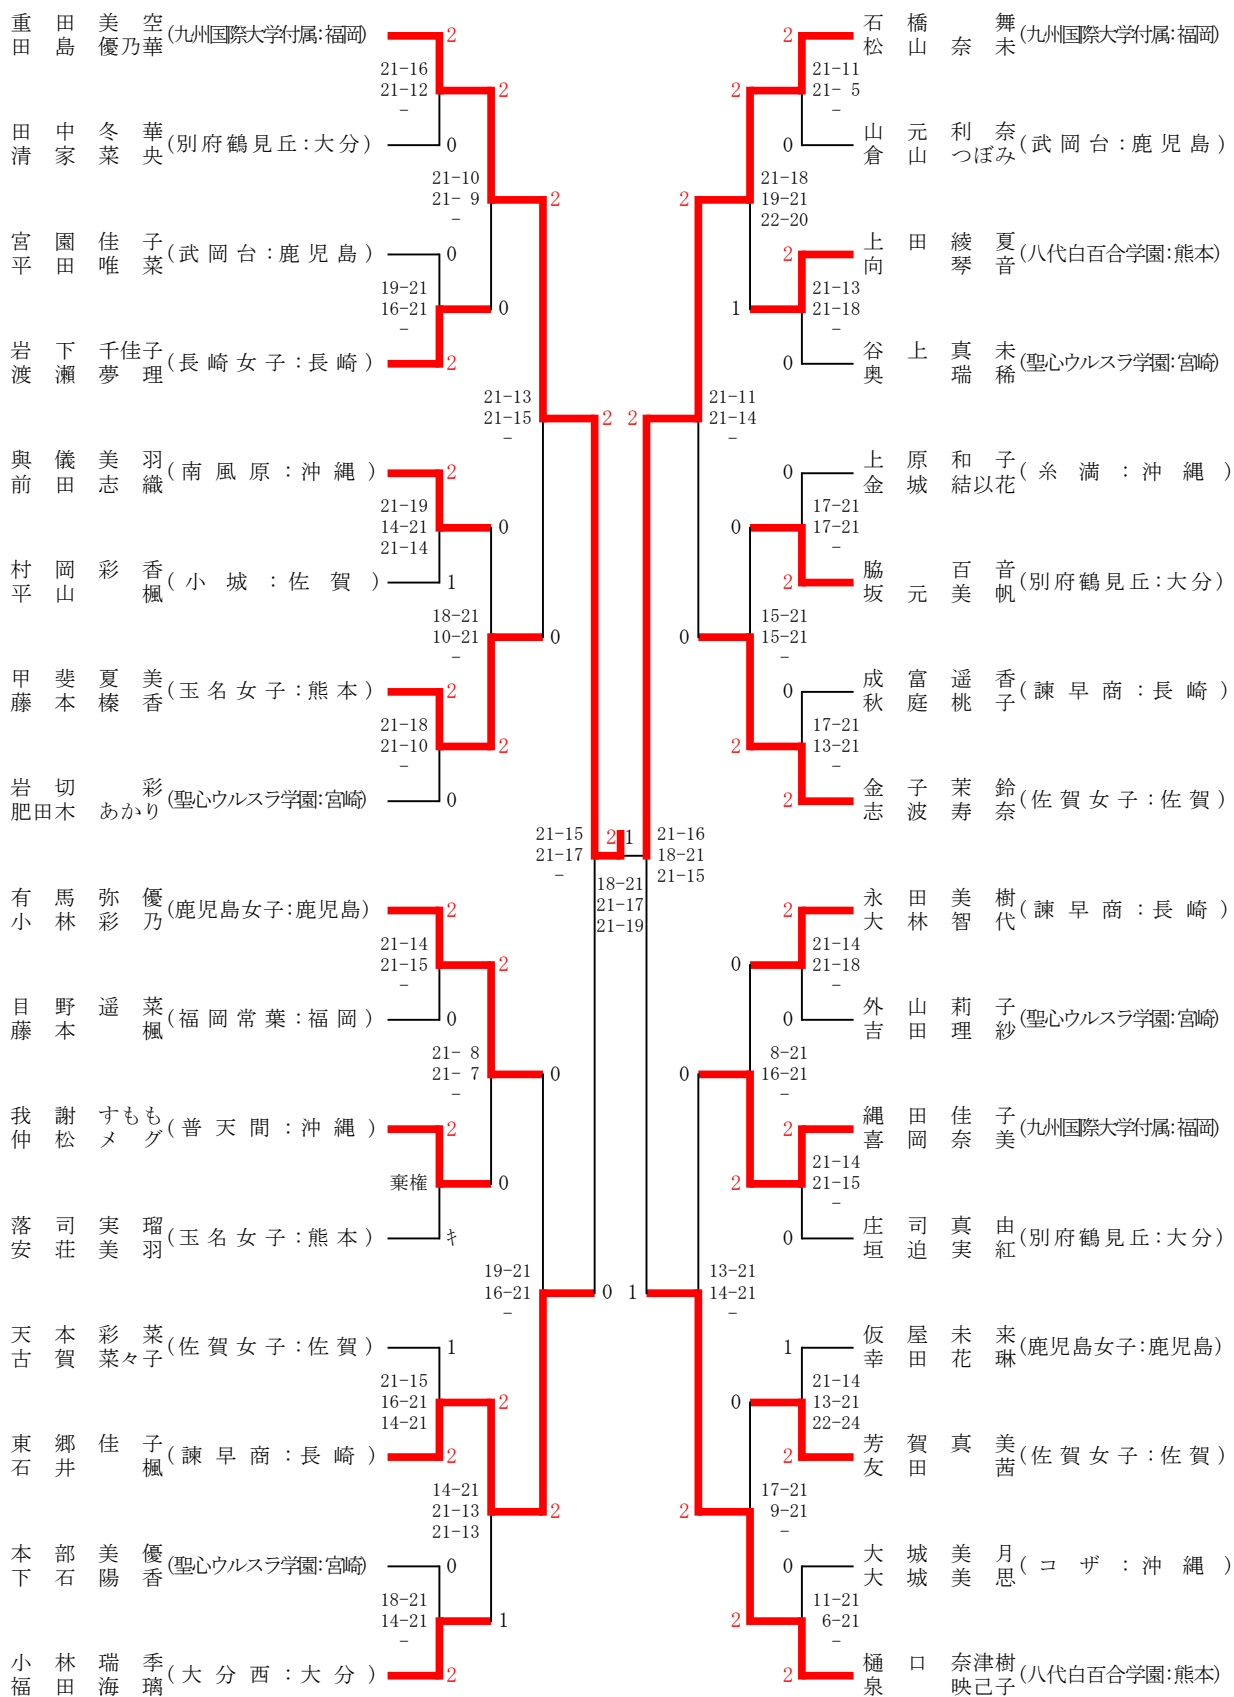 重田美空
田島優乃華
(九州国際大学付属:福岡)
2
21-16
21-12
-
2
田中冬華
清家菜央
(別府鶴見丘:大分)
0
21-10
21- 9
-
2
宮園佳子
平田唯菜
(武岡台:鹿児島)
0
19-21
16-21
-
0
岩下千佳子
渡瀬夢理
(長崎女子:長崎)
2
21-13
21-15
-
2
與儀美羽
前田志織
(南風原:沖縄)
2
21-19
14-21
21-14
0
村岡彩香
平山楓
(小城:佐賀)
1
18-21
10-21
-
0
甲斐夏美
藤本榛香
(玉名女子:熊本)
2
21-18
21-10
-
2
岩切彩
肥田木あかり
(聖心ウルスラ学園:宮崎)
0
21-15
21-17
-
2
有馬弥優
小林彩乃
(鹿児島女子:鹿児島)
2
21-14
21-15
-
2
目野遥菜
藤本楓
(福岡常葉:福岡)
0
21- 8
21- 7
-
0
我謝すもも
仲松メグ
(普天間:沖縄)
2
棄権
0
落司実瑠
安荘美羽
(玉名女子:熊本)
キ
19-21
16-21
-
0
天本彩菜
古賀菜々子
(佐賀女子:佐賀)
1
21-15
16-21
14-21
2
東郷佳子
石井楓
(諫早商:長崎)
2
14-21
21-13
21-13
2
本部美優
下石陽香
(聖心ウルスラ学園:宮崎)
0
18-21
14-21
-
1
小林瑞季
福田海璃
(大分西:大分)
2
1
18-21
21-17
21-19
石橋舞
松山奈未
(九州国際大学付属:福岡)
2
21-11
21- 5
-
2
山元利奈
倉山つぼみ
(武岡台:鹿児島)
0
21-18
19-21
22-20
2
上田綾夏
向琴音
(八代白百合学園:熊本)
2
21-13
21-18
-
1
谷上真未
奥瑞稀
(聖心ウルスラ学園:宮崎)
0
21-11
21-14
-
2
上原和子
金城結以花
(糸満:沖縄)
0
17-21
17-21
-
0
脇百音
坂元美帆
(別府鶴見丘:大分)
2
15-21
15-21
-
0
成富遥香
秋庭桃子
(諫早商:長崎)
0
17-21
13-21
-
2
金子茉鈴
志波寿奈
(佐賀女子:佐賀)
2
21-16
18-21
21-15
永田美樹
大林智代
(諫早商:長崎)
2
21-14
21-18
-
0
外山莉子
吉田理紗
(聖心ウルスラ学園:宮崎)
0
8-21
16-21
-
0
縄田佳子
喜岡奈美
(九州国際大学付属:福岡)
2
21-14
21-15
-
2
庄司真由
垣迫実紅
(別府鶴見丘:大分)
0
13-21
14-21
-
1
仮屋未来
幸田花琳
(鹿児島女子:鹿児島)
1
21-14
13-21
22-24
0
芳賀真美
友田茜
(佐賀女子:佐賀)
2
17-21
9-21
-
2
大城美月
大城美思
(コザ:沖縄)
0
11-21
6-21
-
2
樋口奈津樹
泉映己子
(八代白百合学園:熊本)
2
2